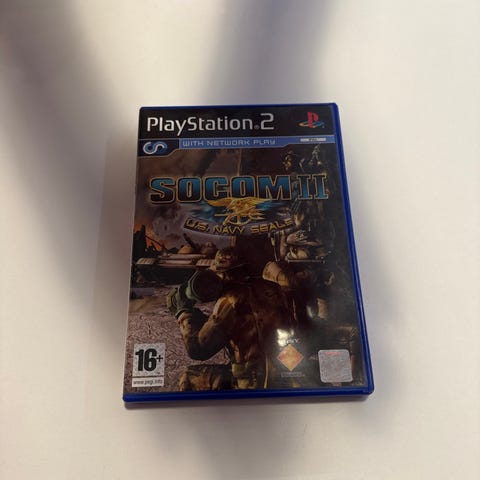 PlayStation®2
WITH NETWORK PLAY
SOCOM II
U.S. NAVY SEALS
16+
www.pegi.info